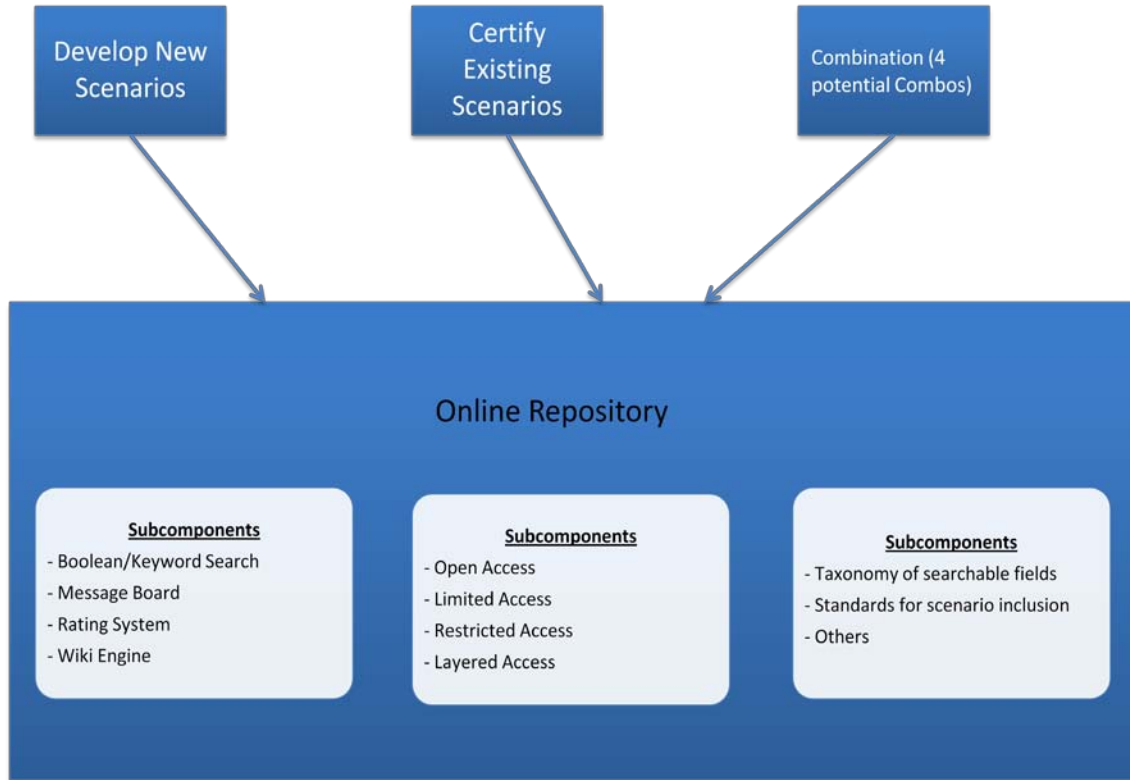 Develop New
Scenarios
Certify
Existing
Scenarios
Combination (4
potential Combos)
Online Repository
Subcomponents
- Boolean/Keyword Search
- Message Board
- Rating System
- Wiki Engine
Subcomponents
- Open Access
- Limited Access
- Restricted Access
- Layered Access
Subcomponents
- Taxonomy of searchable fields
- Standards for scenario inclusion
- Others